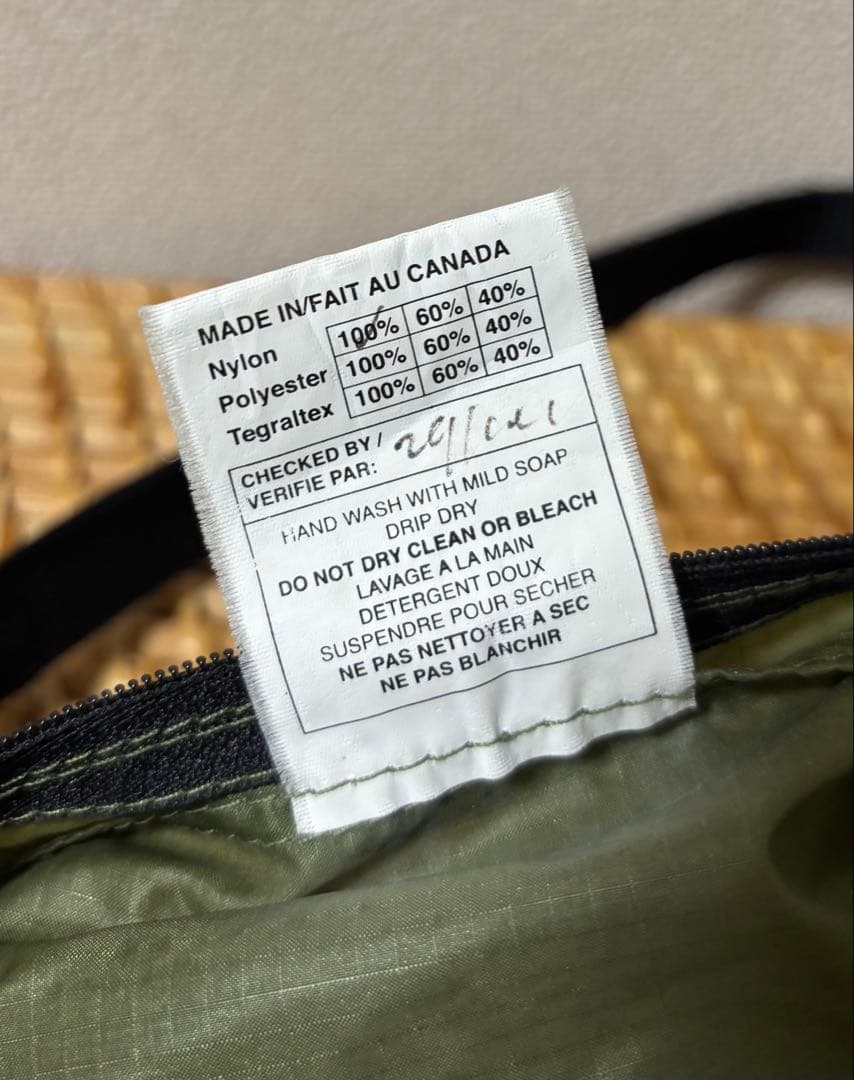 MADE IN/FAIT AU CANADA
Nylon 100% 60% 40%
Polyester 100% 60% 40%
Tegraltex 100% 60% 40%
CHECKED BY /
VERIFIE PAR:
HAND WASH WITH MILD SOAP
DRIP DRY
DO NOT DRY CLEAN OR BLEACH
LAVAGE A LA MAIN
DETERGENT DOUX
SUSPENDRE POUR SECHER
NE PAS NETTOYER A SEC
NE PAS BLANCHIR